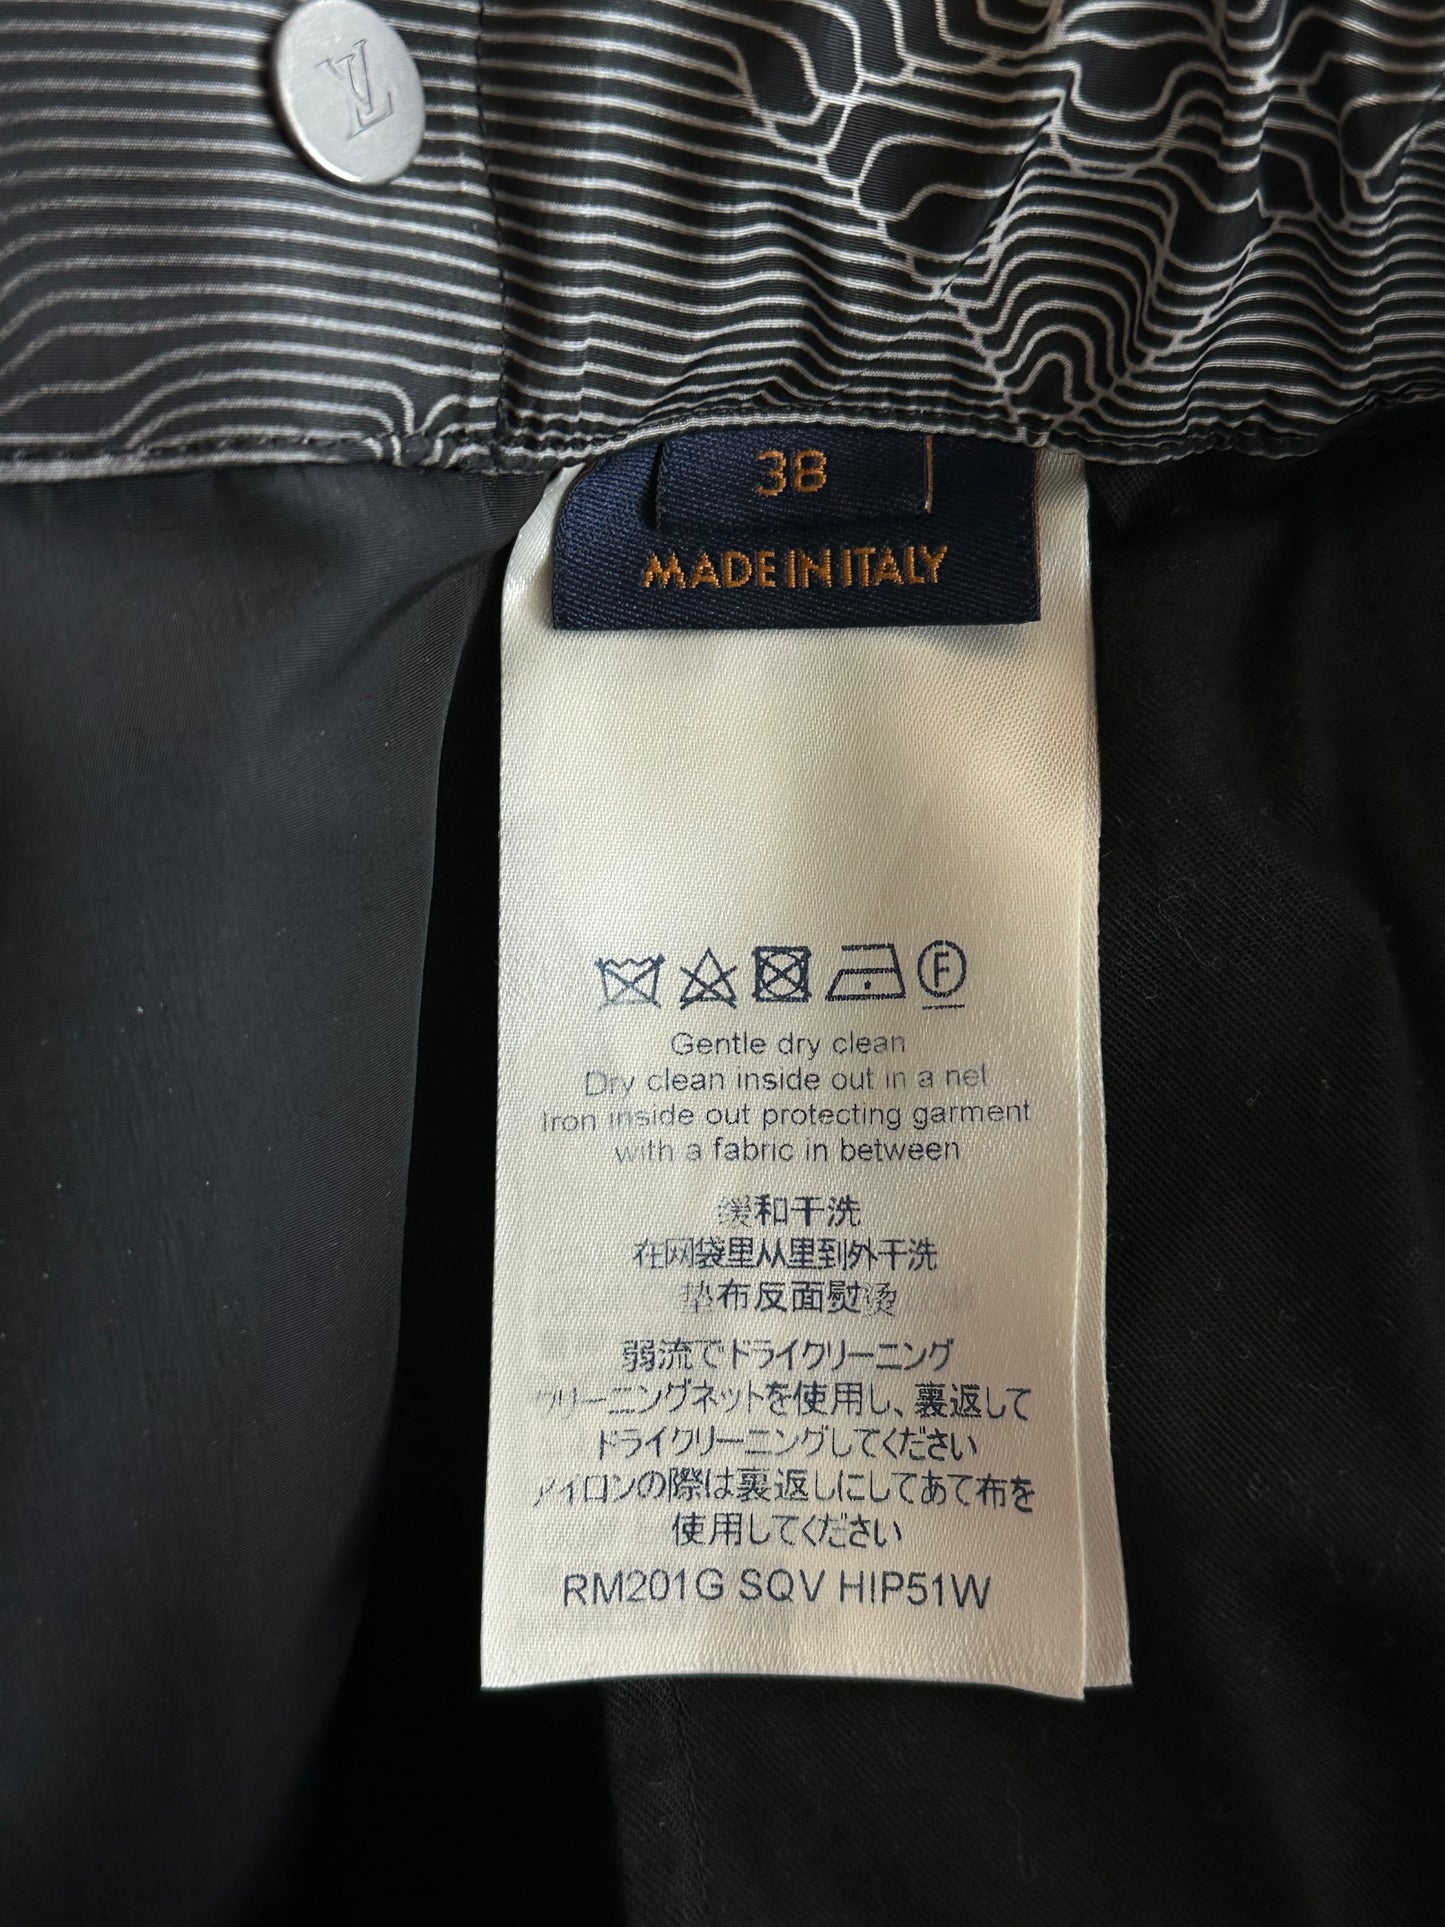 LV
38
MADE IN ITALY
F
Gentle dry clean
Dry clean inside out in a net
Iron inside out protecting garment
with a fabric in between
缓和干洗
在网袋里从里到外干洗
垫布反面熨烫
弱流でドライクリーニング
クリーニングネットを使用し、裏返して
ドライクリーニングしてください
アイロンの際は裏返しにしてあて布を
使用してください
RM201G SQV HIP51W